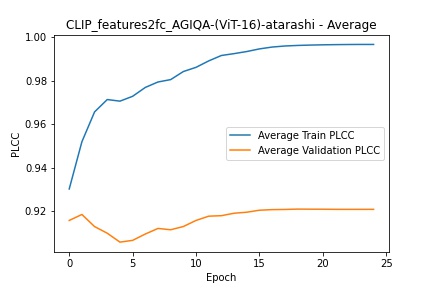 CLIP_features2fc_AGIQA-(ViT-16)-atarashi - Average
1.00
0.98
0.96
0.94
0.92
PLCC
Average Train PLCC
Average Validation PLCC
0 5 10 15 20 25
Epoch